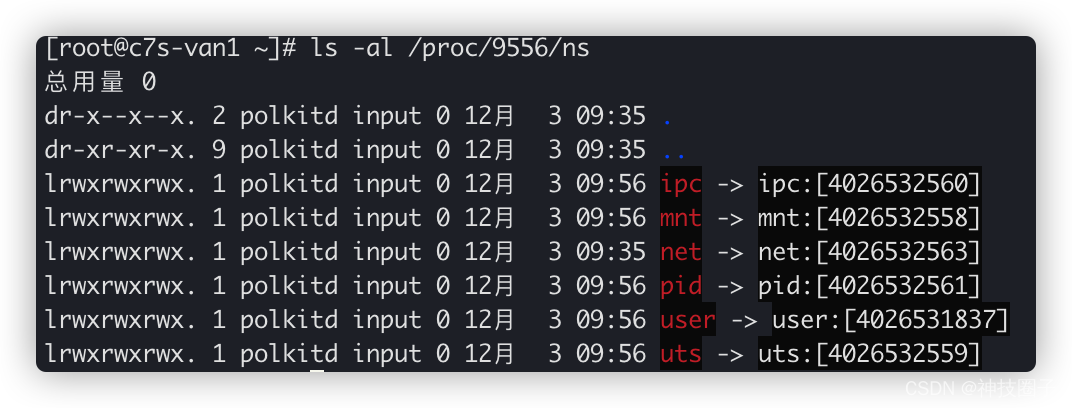 [root@c7s-van1 ~]# ls -al /proc/9556/ns
总用量 0
dr-x--x--x. 2 polkitd input 0 12月  3 09:35 .
dr-xr-xr-x. 9 polkitd input 0 12月  3 09:35 ..
lrwxrwxrwx. 1 polkitd input 0 12月  3 09:56 ipc -> ipc:[4026532560]
lrwxrwxrwx. 1 polkitd input 0 12月  3 09:56 mnt -> mnt:[4026532558]
lrwxrwxrwx. 1 polkitd input 0 12月  3 09:35 net -> net:[4026532563]
lrwxrwxrwx. 1 polkitd input 0 12月  3 09:56 pid -> pid:[4026532561]
lrwxrwxrwx. 1 polkitd input 0 12月  3 09:56 user -> user:[4026531837]
lrwxrwxrwx. 1 polkitd input 0 12月  3 09:56 uts -> uts:[4026532559]
CSDN